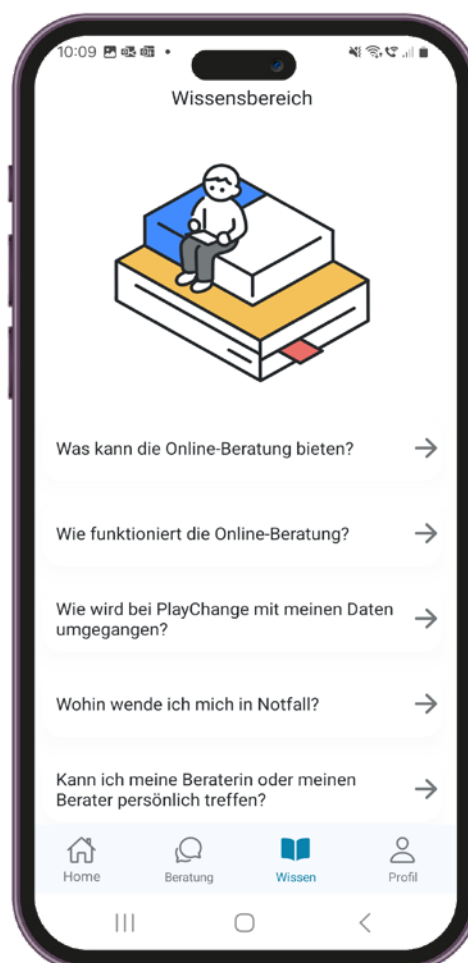 10:09
Wissensbereich
Was kann die Online-Beratung bieten?
Wie funktioniert die Online-Beratung?
Wie wird bei PlayChange mit meinen Daten
umgegangen?
Wohin wende ich mich in Notfall?
Kann ich meine Beraterin oder meinen
Berater persönlich treffen?
Home Beratung Wissen Profil